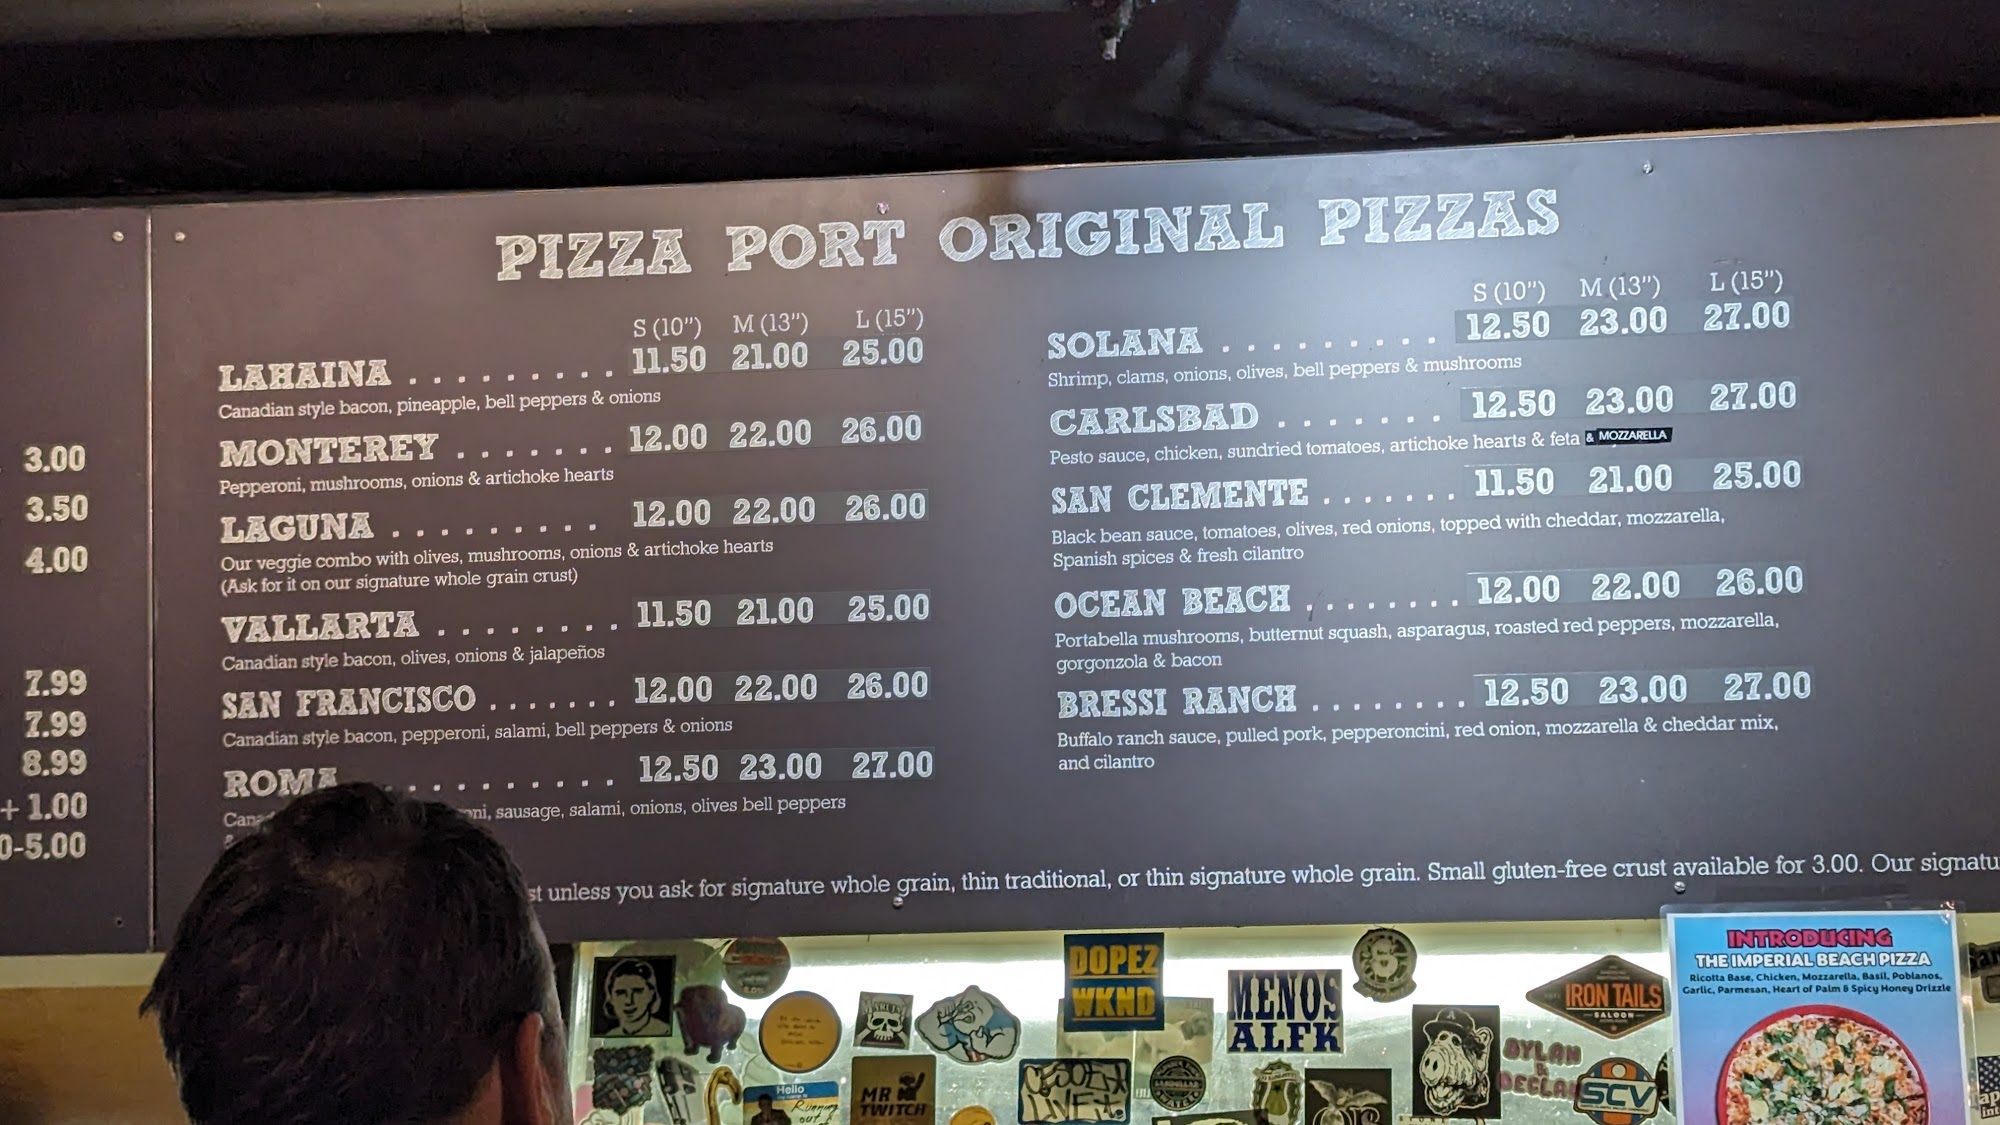 3.00
3.50
4.00
7.99
7.99
8.99
+ 1.00
0-5.00
PIZZA PORT ORIGINAL PIZZAS
S (10") M (13") L (15")
LAHAINA . . . . . . . . . 11.50 21.00 25.00
Canadian style bacon, pineapple, bell peppers & onions
MONTEREY . . . . . . . 12.00 22.00 26.00
Pepperoni, mushrooms, onions & artichoke hearts
LAGUNA . . . . . . . . . 12.00 22.00 26.00
Our veggie combo with olives, mushrooms, onions & artichoke hearts
(Ask for it on our signature whole grain crust)
VALLARTA . . . . . . . . 11.50 21.00 25.00
Canadian style bacon, olives, onions & jalapeños
SAN FRANCISCO . . . . . . . 12.00 22.00 26.00
Canadian style bacon, pepperoni, salami, bell peppers & onions
ROMA . . . . . . . . . . 12.50 23.00 27.00
sausage, salami, onions, olives bell peppers
&
S (10") M (13") L (15")
SOLANA . . . . . . . . . 12.50 23.00 27.00
Shrimp, clams, onions, olives, bell peppers & mushrooms
CARLSBAD . . . . . . . 12.50 23.00 27.00
Pesto sauce, chicken, sundried tomatoes, artichoke hearts & feta & MOZZARELLA
SAN CLEMENTE . . . . . . . 11.50 21.00 25.00
Black bean sauce, tomatoes, olives, red onions, topped with cheddar, mozzarella,
Spanish spices & fresh cilantro
OCEAN BEACH . . . . . . . . 12.00 22.00 26.00
Portabella mushrooms, butternut squash, asparagus, roasted red peppers, mozzarella,
gorgonzola & bacon
BRESSI RANCH . . . . . . . . 12.50 23.00 27.00
Buffalo ranch sauce, pulled pork, pepperoncini, red onion, mozzarella & cheddar mix,
and cilantro
unless you ask for signature whole grain, thin traditional, or thin signature whole grain. Small gluten-free crust available for 3.00. Our signatu
DOPEZ
WKND
MENOS
ALFK
IRON TAILS
SALOON
DYLAN
&
DECLAN
SCV
Hello
Running
MR
TWITCH
INTRODUCING
THE IMPERIAL BEACH PIZZA
Ricotta Base, Chicken, Mozzarella, Basil, Poblanos,
Garlic, Parmesan, Heart of Palm & Spicy Honey Drizzle